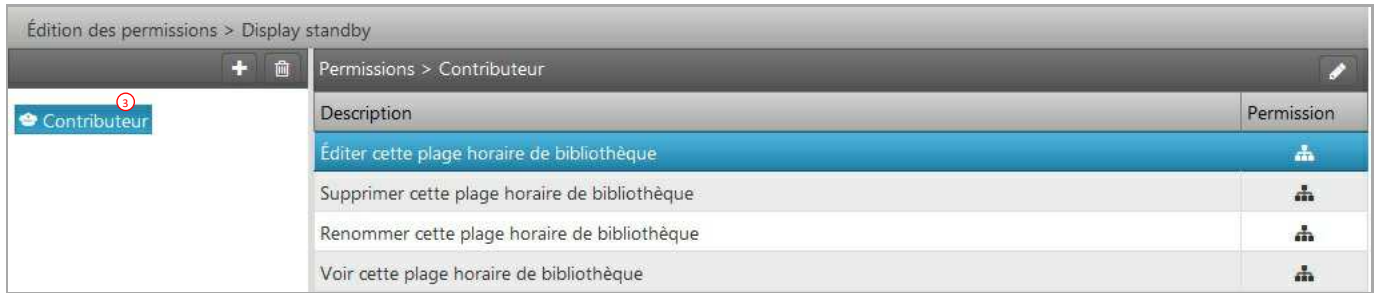 Édition des permissions > Display standby
Permissions > Contributeur
3
Contributeur
Description Permission
Éditer cette plage horaire de bibliothèque
Supprimer cette plage horaire de bibliothèque
Renommer cette plage horaire de bibliothèque
Voir cette plage horaire de bibliothèque